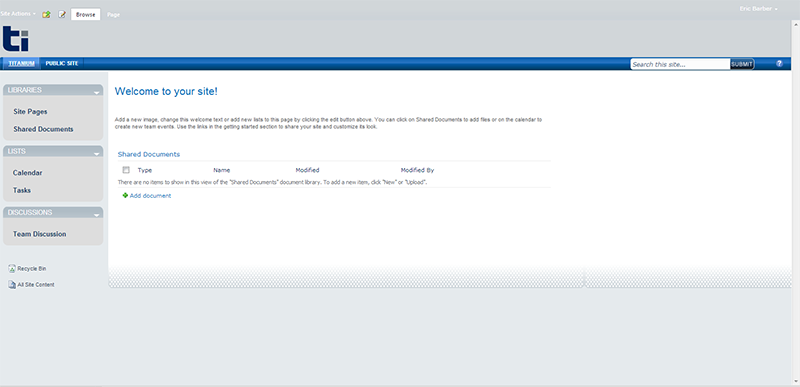 Site Actions
Browse
Page
Eric Barber
ti
TITANIUM
PUBLIC SITE
Search this site...
SUBMIT
?
LIBRARIES
Site Pages
Shared Documents
LISTS
Calendar
Tasks
DISCUSSIONS
Team Discussion
Recycle Bin
All Site Content
Welcome to your site!
Add a new image, change this welcome text or add new lists to this page by clicking the edit button above. You can click on Shared Documents to add files or on the calendar to
create new team events. Use the links in the getting started section to share your site and customize its look.
Shared Documents
Type Name Modified Modified By
There are no items to show in this view of the "Shared Documents" document library. To add a new item, click "New" or "Upload".
Add document